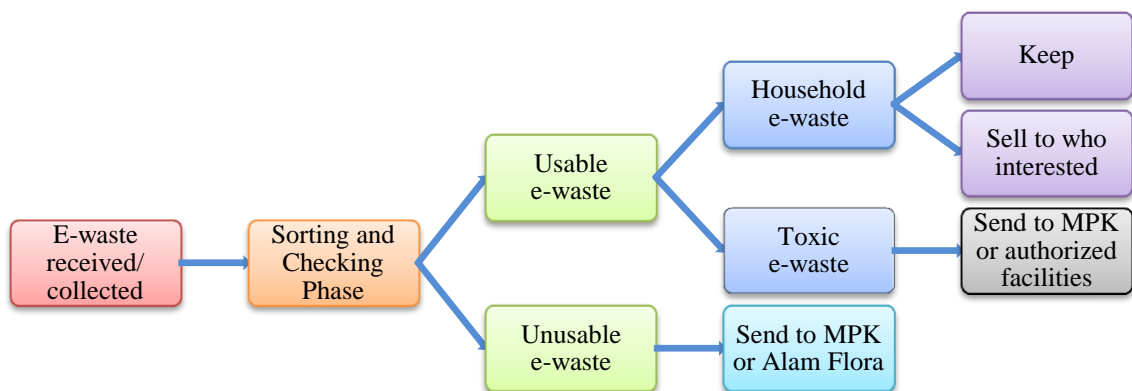 E-waste
received/
collected
Sorting and
Checking
Phase
Usable
e-waste
Unusable
e-waste
Household
e-waste
Toxic
e-waste
Send to MPK
or Alam Flora
Keep
Sell to who
interested
Send to MPK
or authorized
facilities